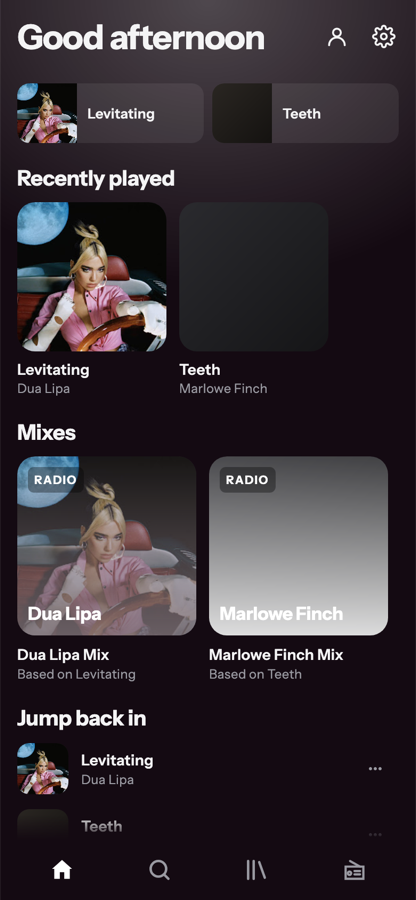 Good afternoon
Levitating
Teeth
Recently played
Levitating
Dua Lipa
Teeth
Marlowe Finch
Mixes
RADIO
Dua Lipa
RADIO
Marlowe Finch
Dua Lipa Mix
Based on Levitating
Marlowe Finch Mix
Based on Teeth
Jump back in
Levitating
Dua Lipa
Teeth